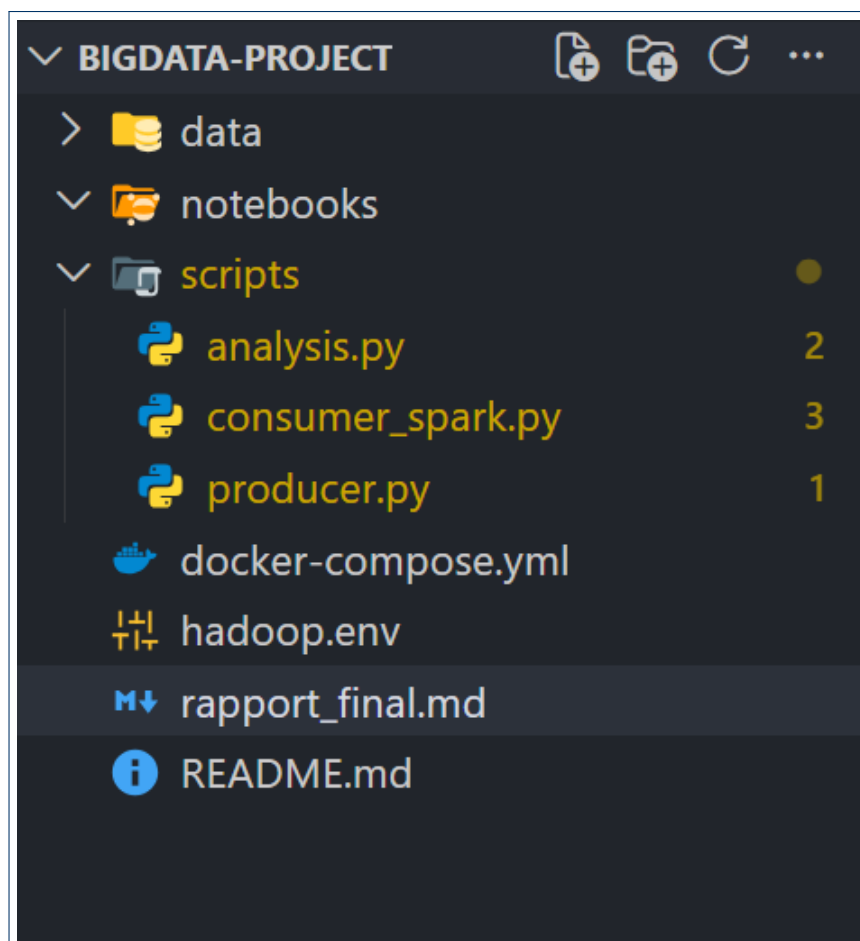 BIGDATA-PROJECT
data
notebooks
scripts
analysis.py 2
consumer_spark.py 3
producer.py 1
docker-compose.yml
hadoop.env
M rapport_final.md
README.md